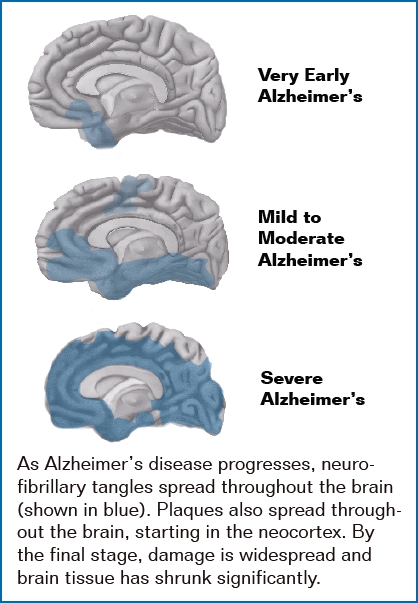 Very Early
Alzheimer's
Mild to
Moderate
Alzheimer's
Severe
Alzheimer's
As Alzheimer's disease progresses, neuro-
fibrillary tangles spread throughout the brain
(shown in blue). Plaques also spread through-
out the brain, starting in the neocortex. By
the final stage, damage is widespread and
brain tissue has shrunk significantly.